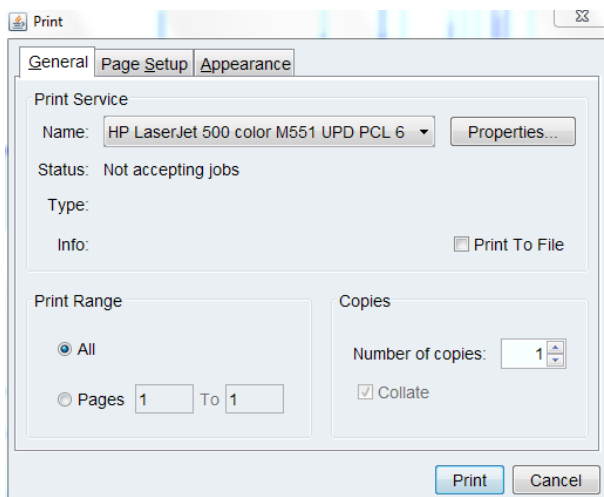 Print
General Page Setup Appearance
Print Service
Name: HP LaserJet 500 color M551 UPD PCL 6 Properties...
Status: Not accepting jobs
Type:
Info: Print To File
Print Range
All
Pages 1 To 1
Copies
Number of copies: 1
Collate
Print Cancel